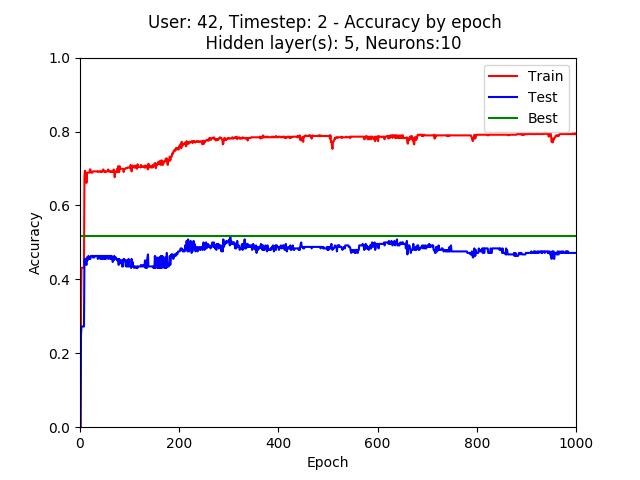 User: 42, Timestep: 2 - Accuracy by epoch
Hidden layer(s): 5, Neurons:10
1.0
0.8
0.6
0.4
0.2
0.0
Accuracy
Train
Test
Best
0 200 400 600 800 1000
Epoch